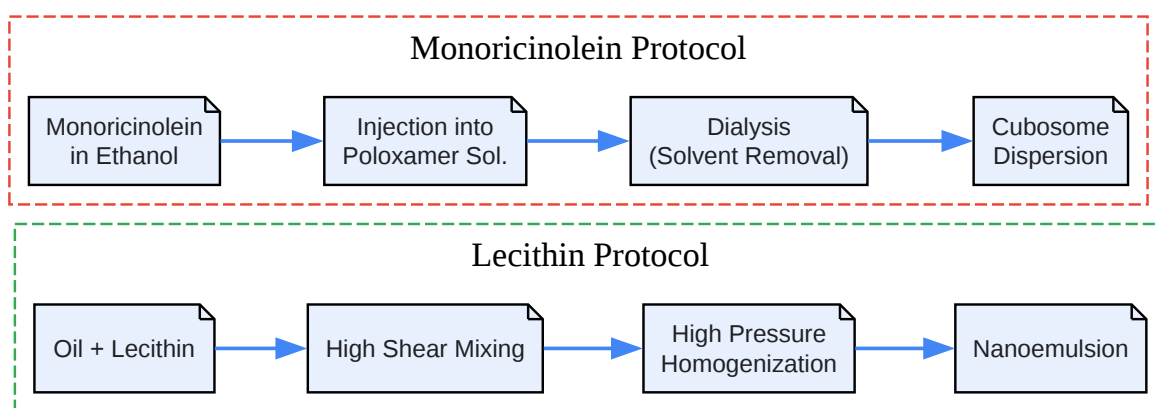 Monoricinolein Protocol
Monoricinolein
in Ethanol
Injection into
Poloxamer Sol.
Dialysis
(Solvent Removal)
Cubosome
Dispersion
Lecithin Protocol
Oil + Lecithin
High Shear Mixing
High Pressure
Homogenization
Nanoemulsion